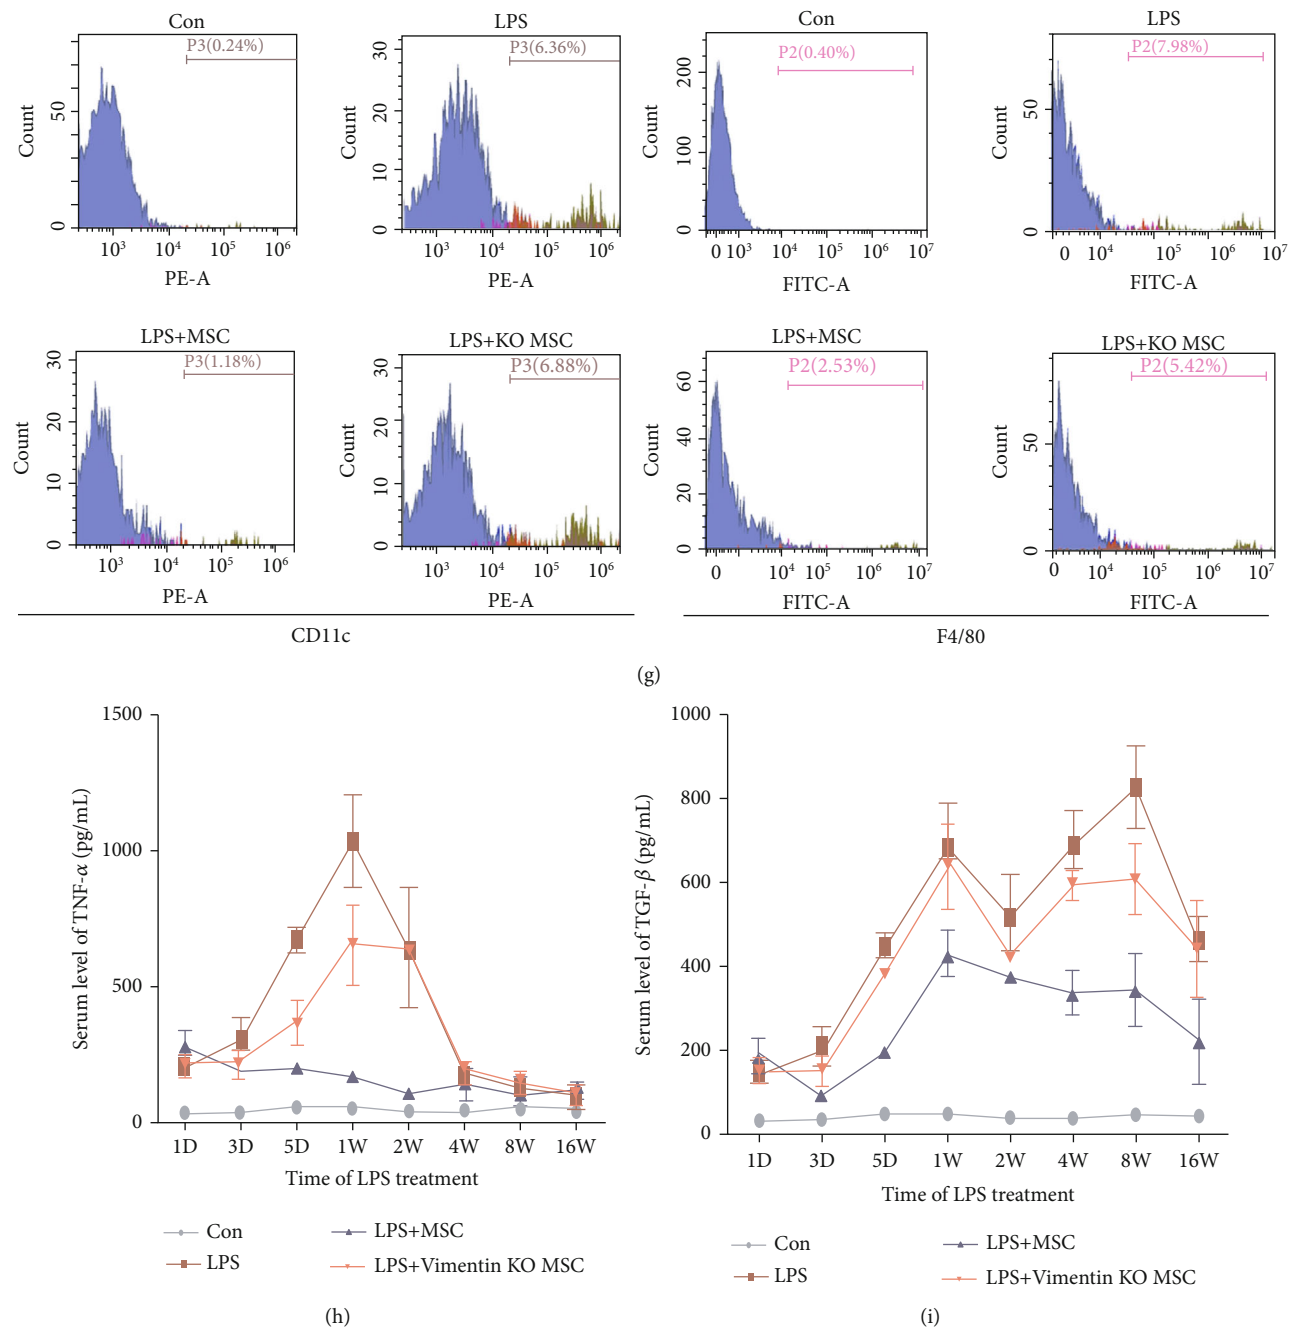 Con
P3(0.24%)
Count
0
50
10³ 10⁴ 10⁵ 10⁶
PE-A
LPS
P3(6.36%)
Count
0
10
20
30
10³ 10⁴ 10⁵ 10⁶
PE-A
Con
P2(0.40%)
Count
0
100
200
0 10³ 10⁴ 10⁵ 10⁶ 10⁷
FITC-A
LPS
P2(7.98%)
Count
0
50
0 10⁴ 10⁵ 10⁶ 10⁷
FITC-A
LPS+MSC
P3(1.18%)
Count
0
10
20
30
10³ 10⁴ 10⁵ 10⁶
PE-A
LPS+KO MSC
P3(6.88%)
Count
0
10
20
30
10³ 10⁴ 10⁵ 10⁶
PE-A
LPS+MSC
P2(2.53%)
Count
0
20
40
60
0 10⁴ 10⁵ 10⁶ 10⁷
FITC-A
LPS+KO MSC
P2(5.42%)
Count
0
50
0 10⁴ 10⁵ 10⁶ 10⁷
FITC-A
CD11c
F4/80
(g)
Serum level of TNF-α (pg/mL)
1500
1000
500
0
1D 3D 5D 1W 2W 4W 8W 16W
Time of LPS treatment
Con
LPS
LPS+MSC
LPS+Vimentin KO MSC
(h)
Serum level of TGF-β (pg/mL)
1000
800
600
400
200
0
1D 3D 5D 1W 2W 4W 8W 16W
Time of LPS treatment
Con
LPS
LPS+MSC
LPS+Vimentin KO MSC
(i)